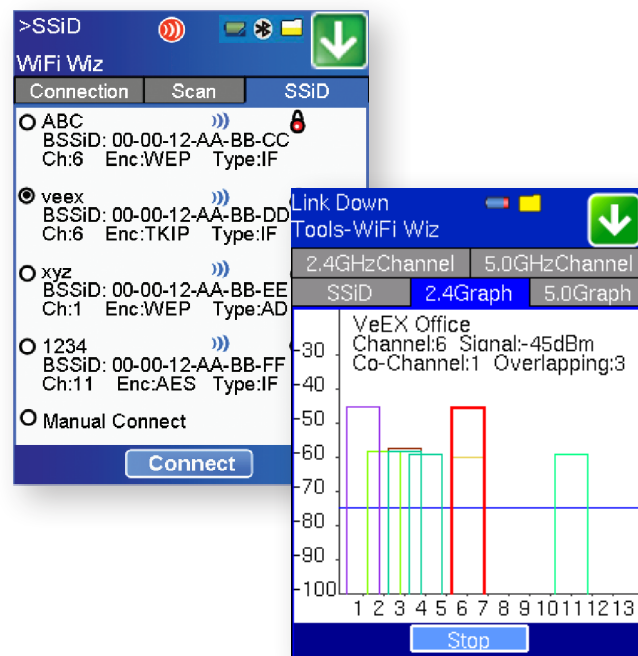 >SSiD
WiFi Wiz
Connection Scan SSiD
ABC
BSSiD: 00-00-12-AA-BB-CC
Ch:6 Enc:WEP Type:IF
veex
BSSiD: 00-00-12-AA-BB-DD
Ch:6 Enc:TKIP Type:IF
xyz
BSSiD: 00-00-12-AA-BB-EE
Ch:1 Enc:WEP Type:AD
1234
BSSiD: 00-00-12-AA-BB-FF
Ch:11 Enc:AES Type:IF
Manual Connect
Connect
Link Down
Tools-WiFi Wiz
2.4GHzChannel 5.0GHzChannel
SSiD 2.4Graph 5.0Graph
VeEX Office
Channel:6 Signal:-45dBm
Co-Channel:1 Overlapping:3
-30
-40
-50
-60
-70
-80
-90
-100
1 2 3 4 5 6 7 8 9 10 11 12 13
Stop